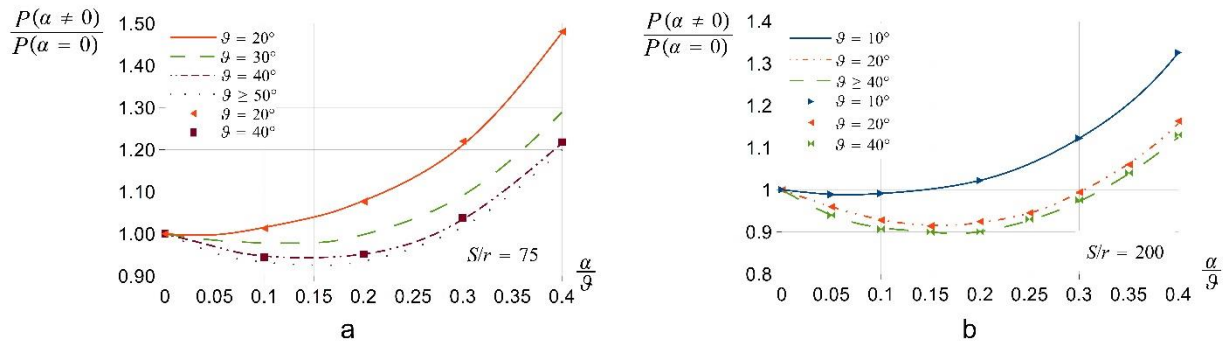 P(α ≠ 0)
P(α = 0)
1.50
1.40
1.30
1.20
1.10
1.00
0.90
ϑ = 20°
ϑ = 30°
ϑ = 40°
ϑ ≥ 50°
ϑ = 20°
ϑ = 40°
S/r = 75
α
ϑ
0 0.05 0.1 0.15 0.2 0.25 0.3 0.35 0.4
a
P(α ≠ 0)
P(α = 0)
1.4
1.3
1.2
1.1
1
0.9
0.8
ϑ = 10°
ϑ = 20°
ϑ ≥ 40°
ϑ = 10°
ϑ = 20°
ϑ = 40°
S/r = 200
α
ϑ
0 0.05 0.1 0.15 0.2 0.25 0.3 0.35 0.4
b